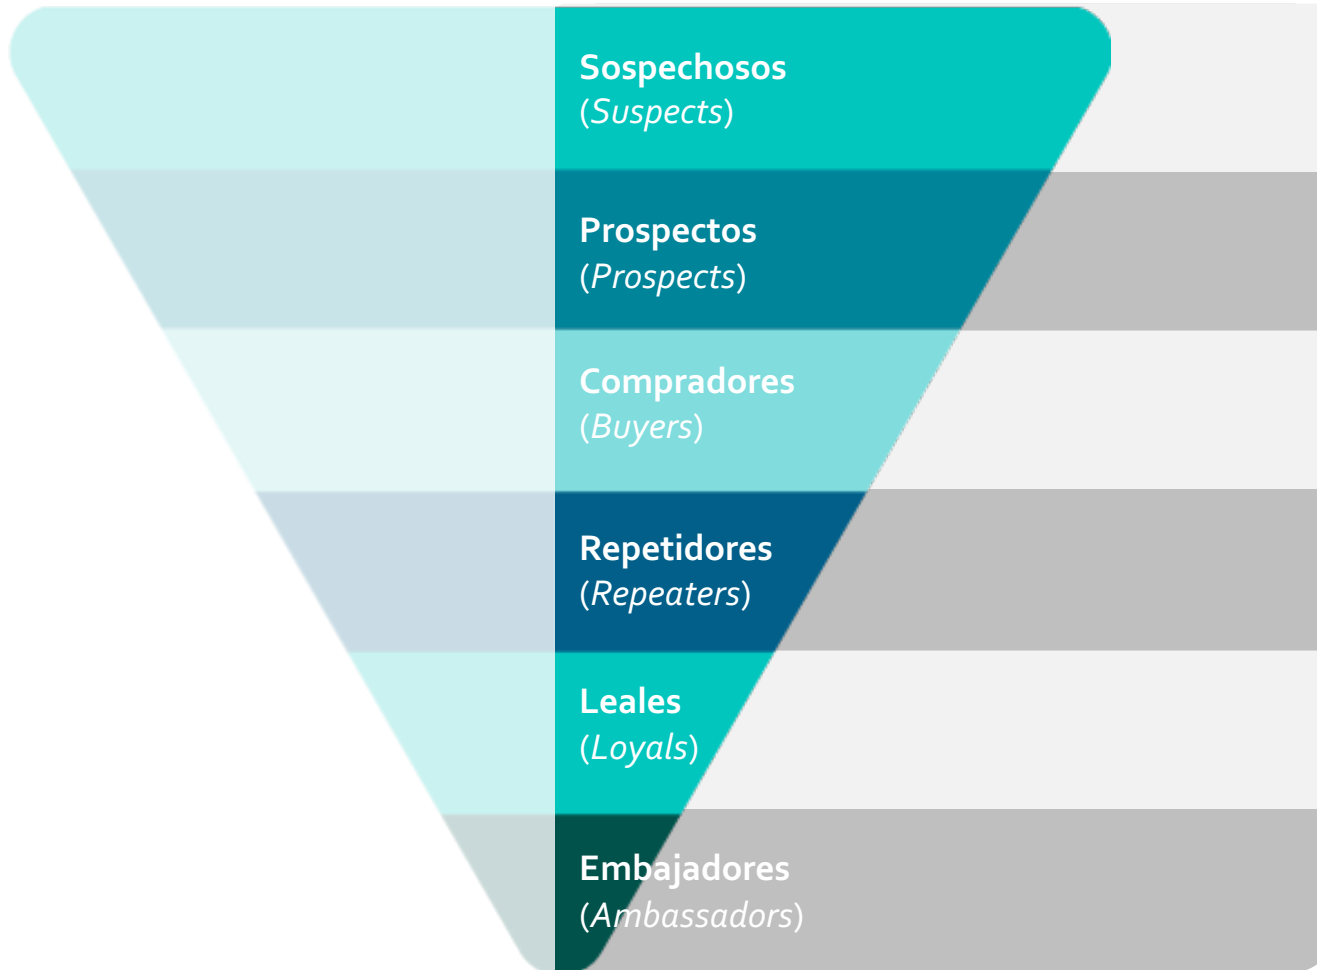 Sospechosos
(Suspects)
Prospectos
(Prospects)
Compradores
(Buyers)
Repetidores
(Repeaters)
Leales
(Loyals)
Embajadores
(Ambassadors)